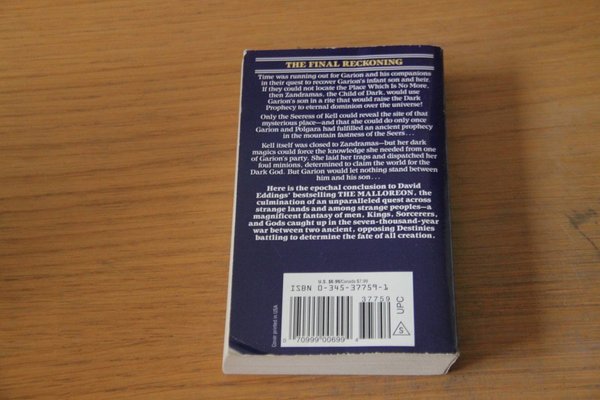 THE FINAL RECKONING
Time was running out for Garion and his companions
in their quest to recover Garion's infant son and heir.
If they could not locate the Place Which Is No More,
then Zandramas, the Child of Dark, would use
Garion's son in a rite that would raise the Dark
Prophecy to eternal dominion over the universe!
Only the Seeress of Kell could reveal the site of that
mysterious place—and that she could do only once
Garion and Polgara had fulfilled an ancient prophecy
in the mountain fastness of the Seers...
Kell itself was closed to Zandramas—but her dark
magics could force the knowledge she needed from one
of Garion's party. She laid her traps and dispatched her
foul minions, determined to claim the world for the
Dark God. But Garion would let nothing stand between
him and his son...
Here is the epochal conclusion to David
Eddings' bestselling THE MALLOREON, the
culmination of an unparalleled quest across
strange lands and among strange peoples—a
magnificent fantasy of men, Kings, Sorcerers,
and Gods caught up in the seven-thousand-year
war between two ancient, opposing Destinies
battling to determine the fate of all creation.
U.S. $6.99/Canada $7.99
ISBN 0-345-37759-1
37759
0 70999 00699 4
S UPC
Cover printed in USA